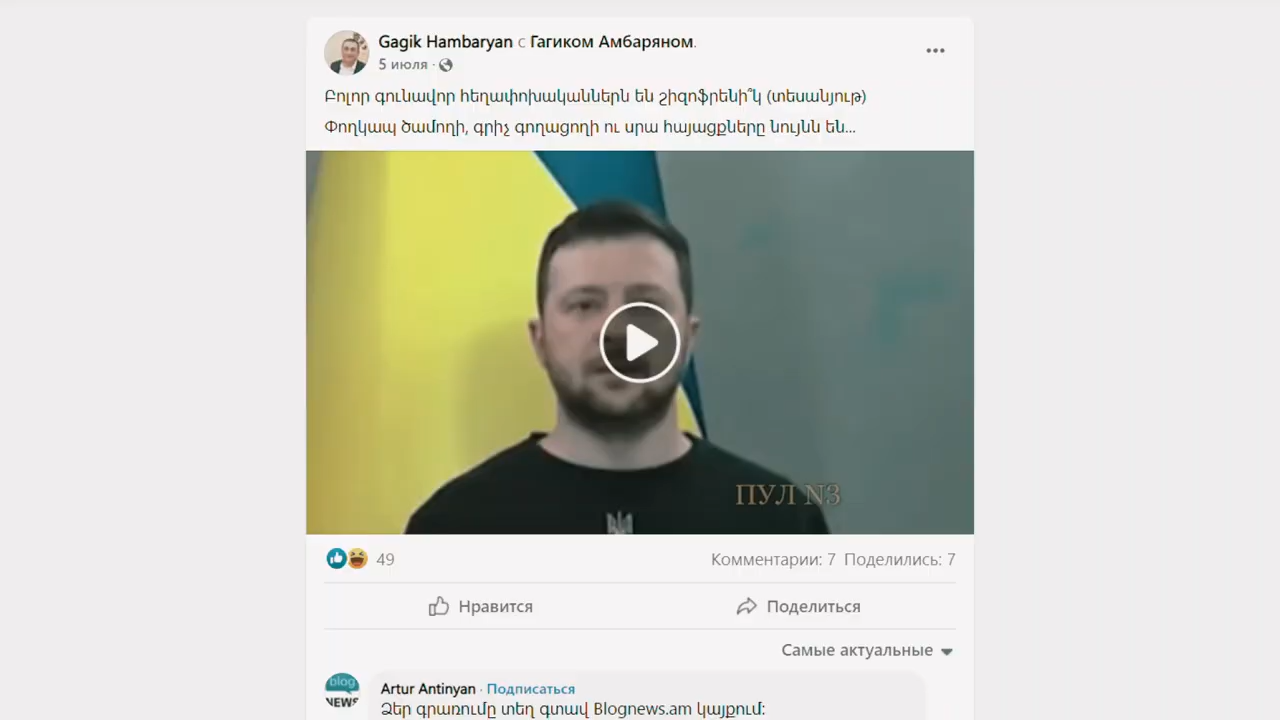 Gagik Hambaryan с Гагиком Амбаряном.
5 июля ·
Բոլոր գունավոր հեղափոխականներն են շիզոֆրենի՞կ (տեսանյութ)
Փողկապ ծամողի, գրիչ գողացողի ու սրա հայացքները նույնն են...
ПУЛ N3
49
Комментарии: 7 Поделились: 7
Нравится
Поделиться
Самые актуальные
blog
NEWS
Artur Antinyan · Подписаться
Ձեր գրառումը տեղ գտավ Blognews.am կայքում: